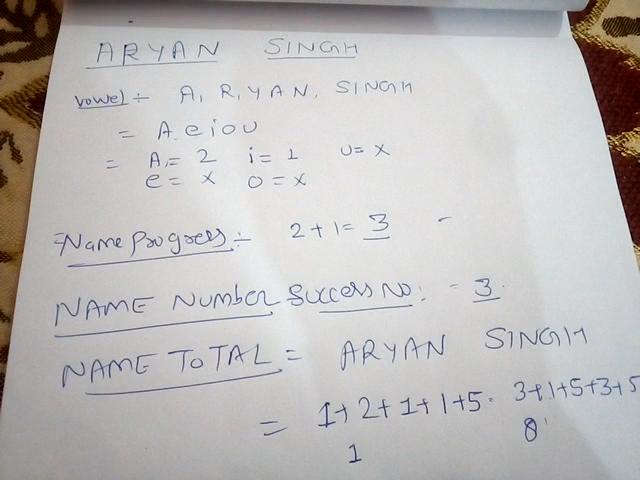 ARYAN SINGH
vowel ÷ A, R, Y A N, SINGH
= A e i o u
= A = 2 i = 1 u = x
e = x o = x
Name Progress ÷ 2 + 1 = 3
NAME Number Success No: - 3.
NAME ToTAL = ARYAN SINGH
= 1+2+1+1+5. 3+1+5+3+5
1 8